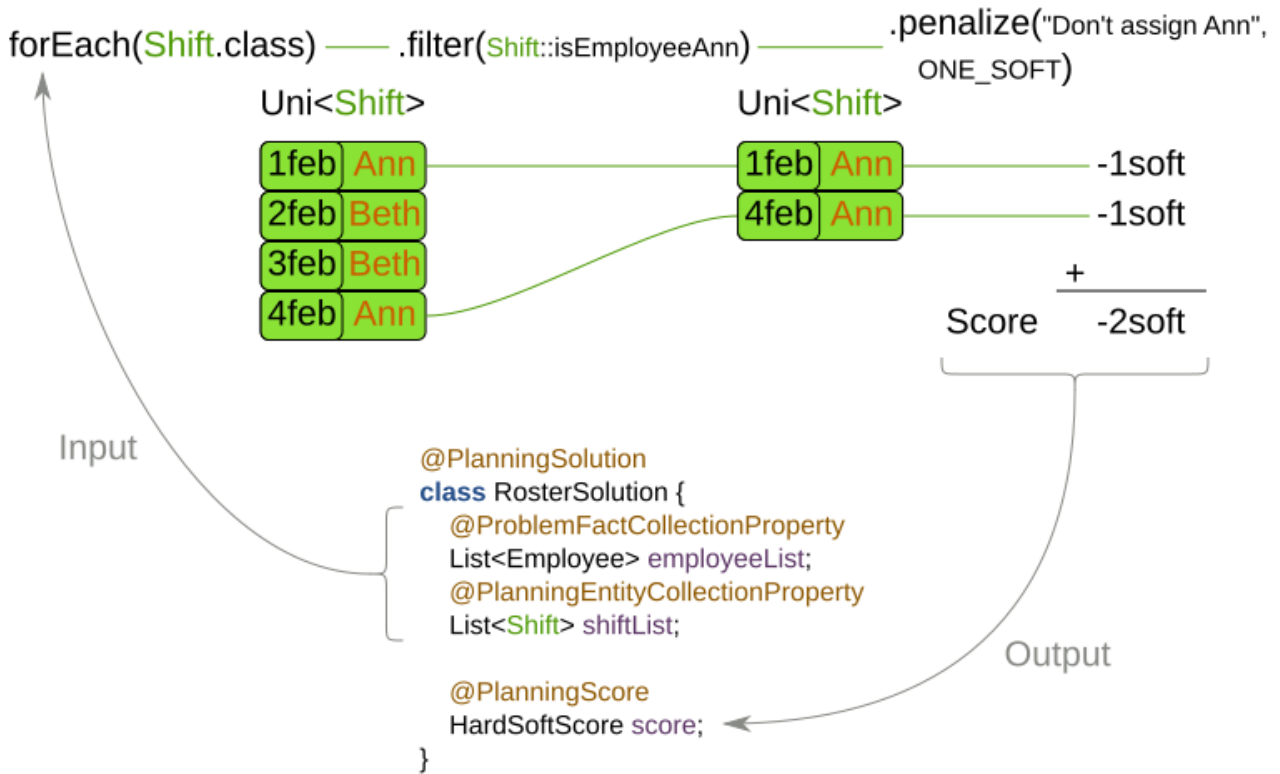 forEach(Shift.class) .filter(Shift::isEmployeeAnn) .penalize("Don't assign Ann",
ONE_SOFT)
Uni<Shift> Uni<Shift>
1feb Ann 1feb Ann -1soft
2feb Beth 4feb Ann -1soft
3feb Beth
+
4feb Ann Score -2soft
Input
@PlanningSolution
class RosterSolution {
@ProblemFactCollectionProperty
List<Employee> employeeList;
@PlanningEntityCollectionProperty
List<Shift> shiftList;
Output
@PlanningScore
HardSoftScore score;
}